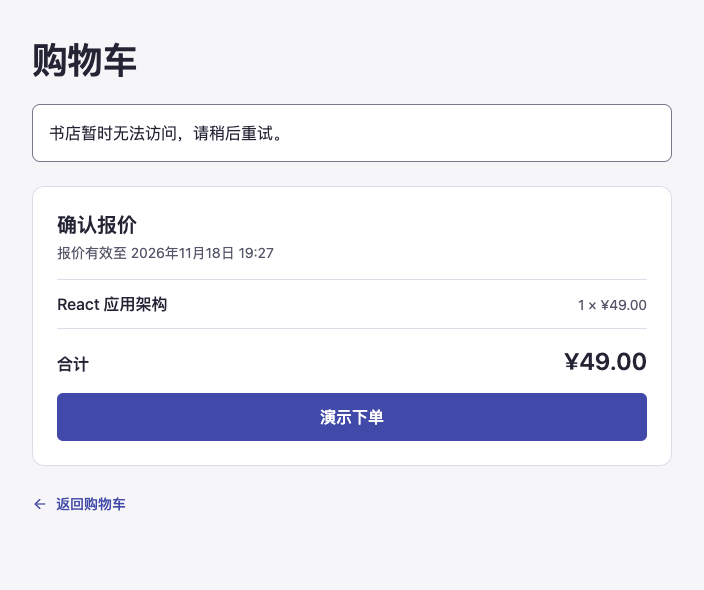 购物车
书店暂时无法访问，请稍后重试。
确认报价
报价有效至 2026年11月18日 19:27
React 应用架构 1 × ¥49.00
合计 ¥49.00
演示下单
← 返回购物车